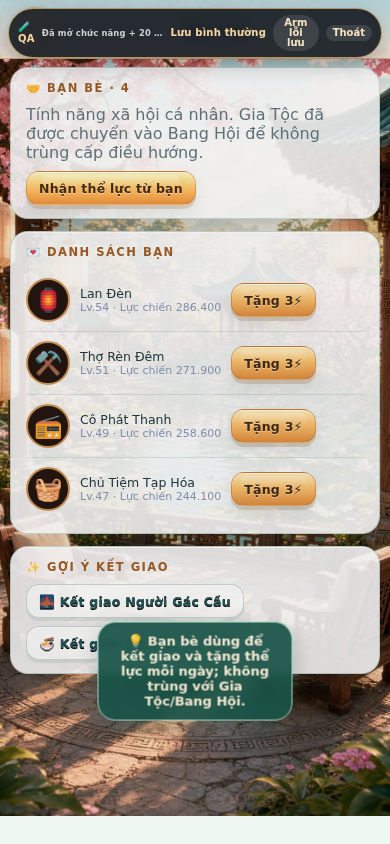 QA
Đã mở chức năng + 20 ...
Lưu bình thường
Arm
lỗi
lưu
Thoát
BẠN BÈ · 4
Tính năng xã hội cá nhân. Gia Tộc đã
được chuyển vào Bang Hội để không
trùng cấp điều hướng.
Nhận thể lực từ bạn
DANH SÁCH BẠN
Lan Đèn
Lv.54 · Lực chiến 286.400
Tặng 3⚡
Thợ Rèn Đêm
Lv.51 · Lực chiến 271.900
Tặng 3⚡
Cô Phát Thanh
Lv.49 · Lực chiến 258.600
Tặng 3⚡
Chủ Tiệm Tạp Hóa
Lv.47 · Lực chiến 244.100
Tặng 3⚡
GỢI Ý KẾT GIAO
Kết giao Người Gác Cầu
Kết g
Bạn bè dùng để
kết giao và tặng thể
lực mỗi ngày; không
trùng với Gia
Tộc/Bang Hội.